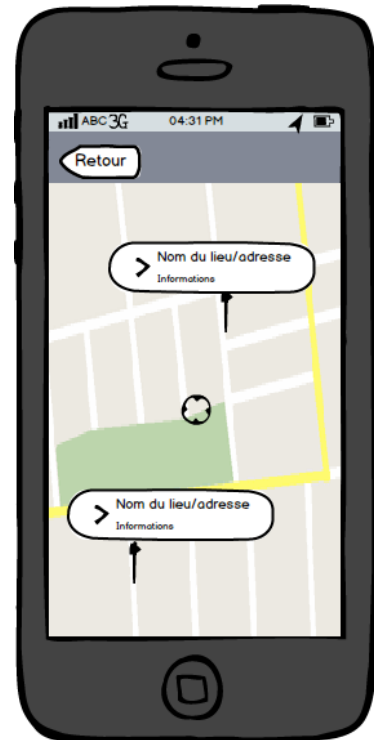 ABC 3G 04:31 PM
Retour
Nom du lieu/adresse
Informations
Nom du lieu/adresse
Informations